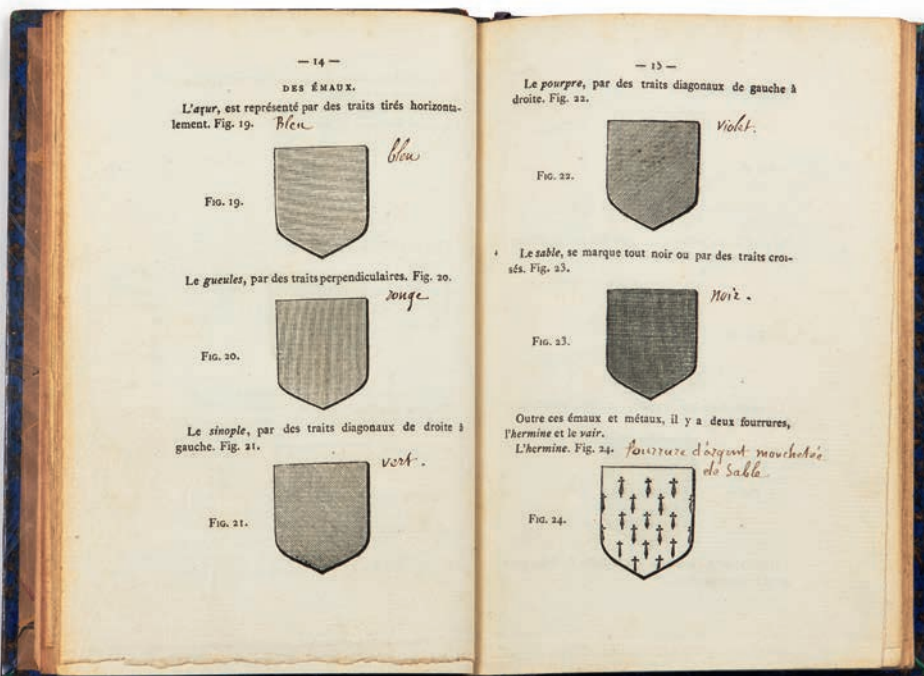 — 14 —
DES ÉMAUX.
L'azur, est représenté par des traits tirés horizonta-
lement. Fig. 19. Bleu
bleu
Fig. 19.
Le gueules, par des traits perpendiculaires. Fig. 20.
rouge
Fig. 20.
Le sinople, par des traits diagonaux de droite à
gauche. Fig. 21.
vert.
Fig. 21.
— 15 —
Le pourpre, par des traits diagonaux de gauche à
droite. Fig. 22.
violet.
Fig. 22.
Le sable, se marque tout noir ou par des traits croi-
sés. Fig. 23.
noir.
Fig. 23.
Outre ces émaux et métaux, il y a deux fourrures,
l'hermine et le vair.
L'hermine. Fig. 24. fourrure d'argent mouchetée
de Sable
Fig. 24.